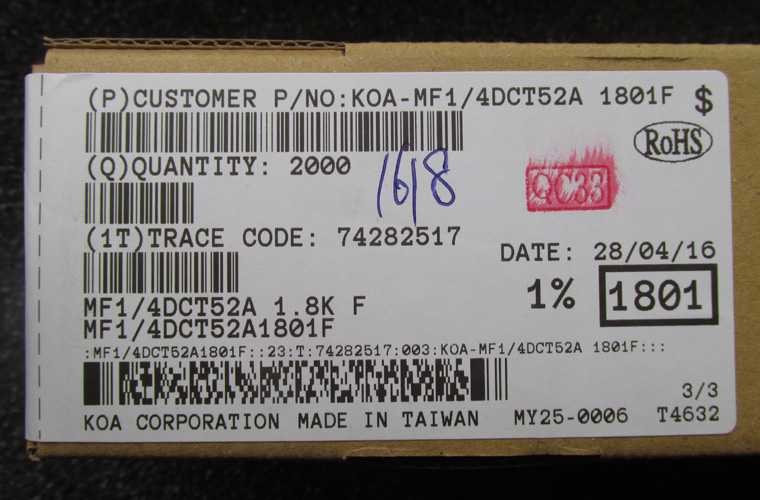 (P)CUSTOMER P/NO:KOA-MF1/4DCT52A 1801F $
RoHS
(Q)QUANTITY: 2000
1618
QC33
(1T)TRACE CODE: 74282517
DATE: 28/04/16
1% 1801
MF1/4DCT52A 1.8K F
MF1/4DCT52A1801F
:MF1/4DCT52A1801F::23:T:74282517:003:KOA-MF1/4DCT52A 1801F:::
3/3
KOA CORPORATION MADE IN TAIWAN MY25-0006 T4632